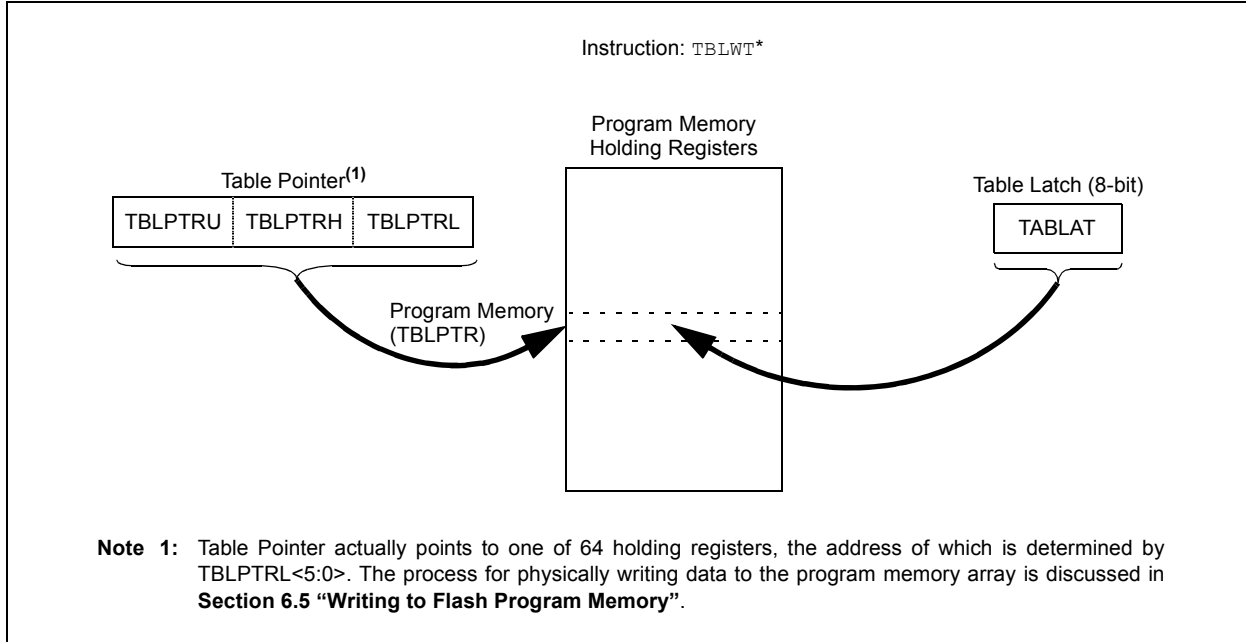 Instruction: TBLWT*
Program Memory
Holding Registers
Table Pointer(1)
Table Latch (8-bit)
TBLPTRU TBLPTRH TBLPTRL
TABLAT
Program Memory
(TBLPTR)
Note 1: Table Pointer actually points to one of 64 holding registers, the address of which is determined by
TBLPTRL<5:0>. The process for physically writing data to the program memory array is discussed in
Section 6.5 “Writing to Flash Program Memory”.